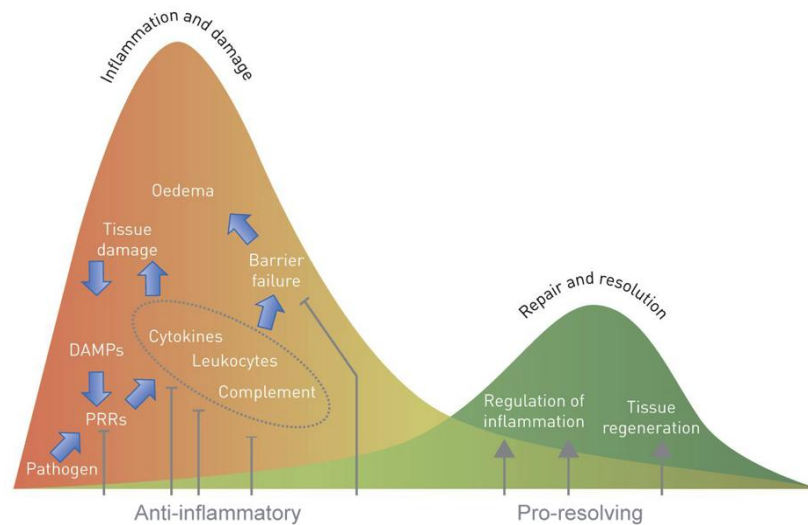 Inflammation and damage
Oedema
Tissue
damage
Barrier
failure
DAMPs
Cytokines
Leukocytes
Complement
PRRs
Pathogen
Repair and resolution
Regulation of
inflammation
Tissue
regeneration
Anti-inflammatory
Pro-resolving